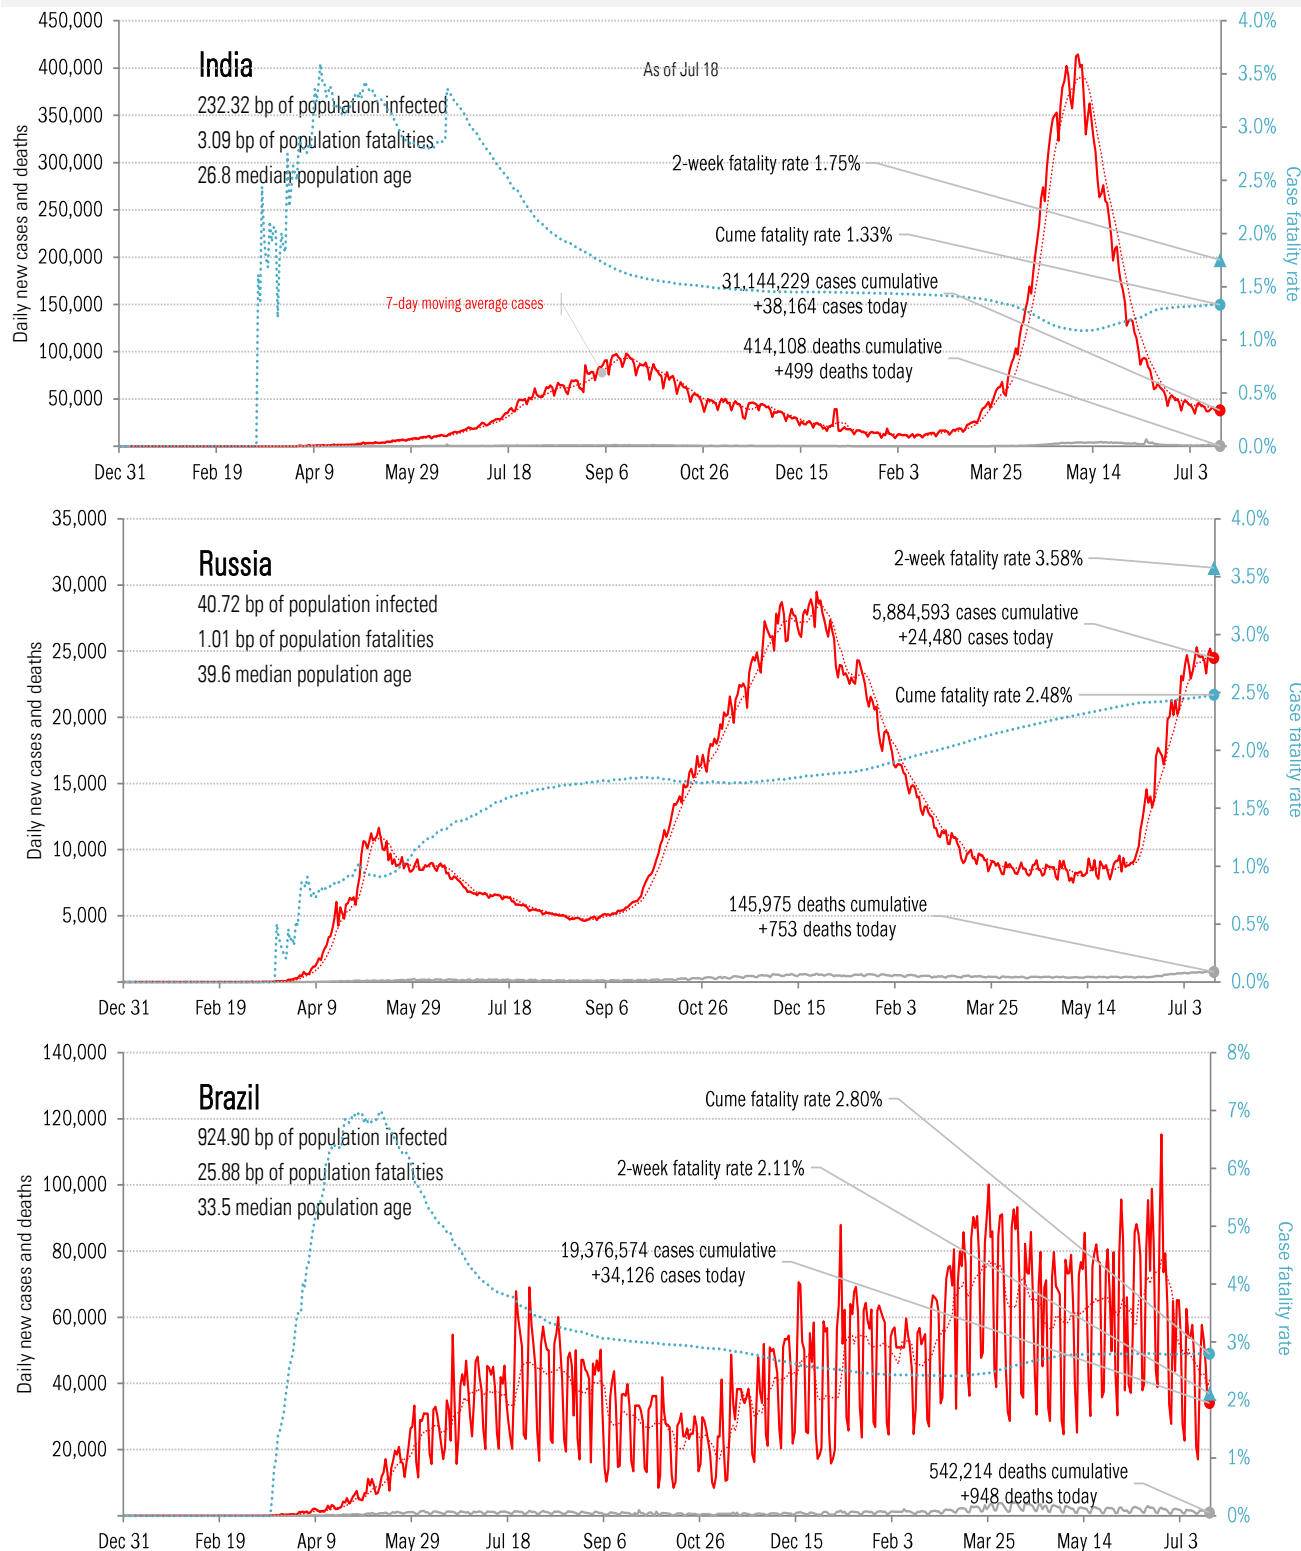 450,000
4.0%
India
As of Jul 18
400,000
3.5%
232.32 bp of population infected
350,000
3.0%
3.09 bp of population fatalities
300,000
2-week fatality rate 1.75%
26.8 median population age
2.5%
250,000
Cume fatality rate 1.33%
2.0%
200,000
31,144,229 cases cumulative
+38,164 cases today
1.5%
7-day moving average cases
150,000
414,108 deaths cumulative
+499 deaths today
1.0%
100,000
0.5%
50,000
0.0%
Daily new cases and deaths
Case fatality rate
Dec 31 Feb 19 Apr 9 May 29 Jul 18 Sep 6 Oct 26 Dec 15 Feb 3 Mar 25 May 14 Jul 3
35,000
4.0%
Russia
2-week fatality rate 3.58%
30,000
3.5%
40.72 bp of population infected
5,884,593 cases cumulative
+24,480 cases today
3.0%
1.01 bp of population fatalities
25,000
39.6 median population age
Cume fatality rate 2.48%
2.5%
20,000
2.0%
15,000
1.5%
10,000
1.0%
145,975 deaths cumulative
+753 deaths today
5,000
0.5%
0.0%
Daily new cases and deaths
Case fatality rate
Dec 31 Feb 19 Apr 9 May 29 Jul 18 Sep 6 Oct 26 Dec 15 Feb 3 Mar 25 May 14 Jul 3
140,000
8%
Brazil
Cume fatality rate 2.80%
120,000
7%
924.90 bp of population infected
2-week fatality rate 2.11%
6%
25.88 bp of population fatalities
100,000
33.5 median population age
5%
80,000
19,376,574 cases cumulative
+34,126 cases today
4%
60,000
3%
40,000
2%
20,000
1%
542,214 deaths cumulative
+948 deaths today
0%
Daily new cases and deaths
Case fatality rate
Dec 31 Feb 19 Apr 9 May 29 Jul 18 Sep 6 Oct 26 Dec 15 Feb 3 Mar 25 May 14 Jul 3